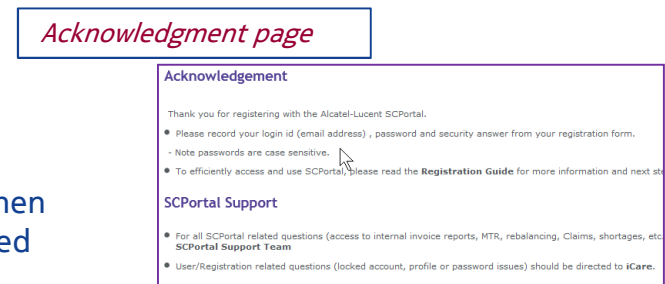 Acknowledgment page
Acknowledgement
Thank you for registering with the Alcatel-Lucent SCPortal.
• Please record your login id (email address) , password and security answer from your registration form.
- Note passwords are case sensitive.
• To efficiently access and use SCPortal, please read the Registration Guide for more information and next ste
SCPortal Support
• For all SCPortal related questions (access to internal invoice reports, MTR, rebalancing, Claims, shortages, etc.
SCPortal Support Team
• User/Registration related questions (locked account, profile or password issues) should be directed to iCare.
hen
ed